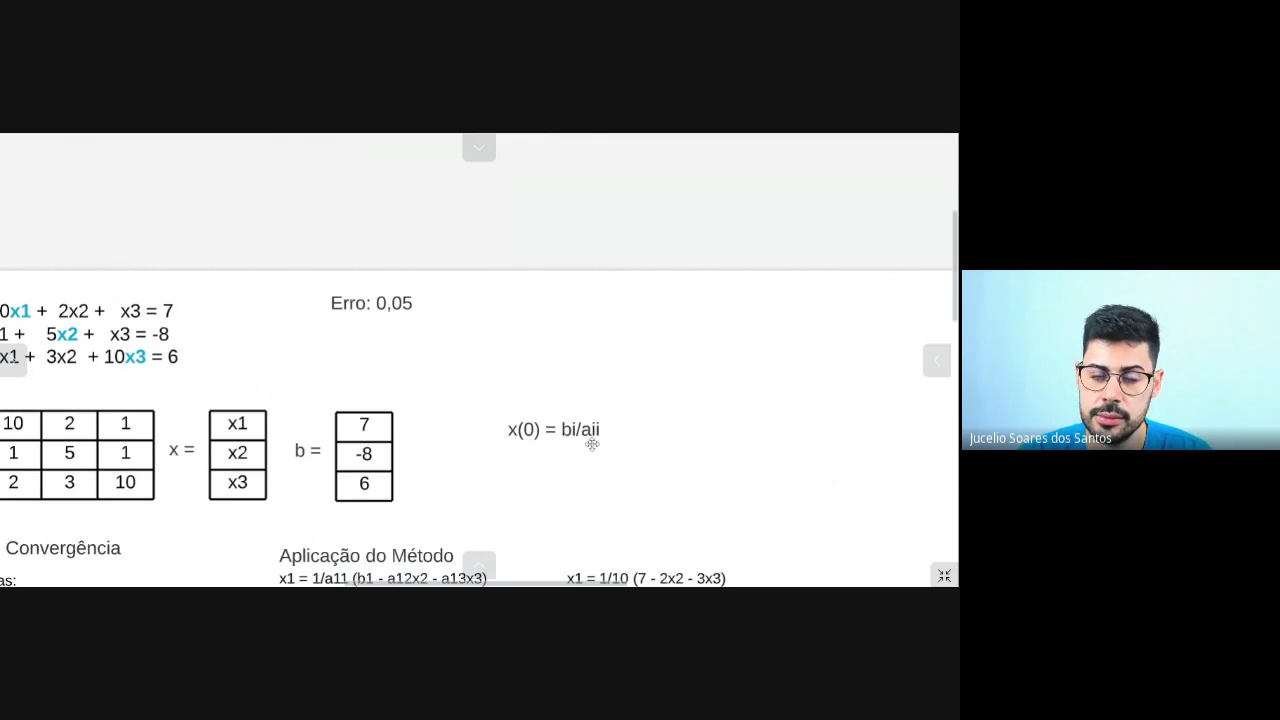 0x1 + 2x2 + x3 = 7
1 + 5x2 + x3 = -8
x1 + 3x2 + 10x3 = 6
Erro: 0,05
10 2 1
1 5 1
2 3 10
x =
x1
x2
x3
b =
7
-8
6
x(0) = bi/aii
Convergência
as:
Aplicação do Método
x1 = 1/a11 (b1 - a12x2 - a13x3)
x1 = 1/10 (7 - 2x2 - 3x3)
Jucelio Soares dos Santos